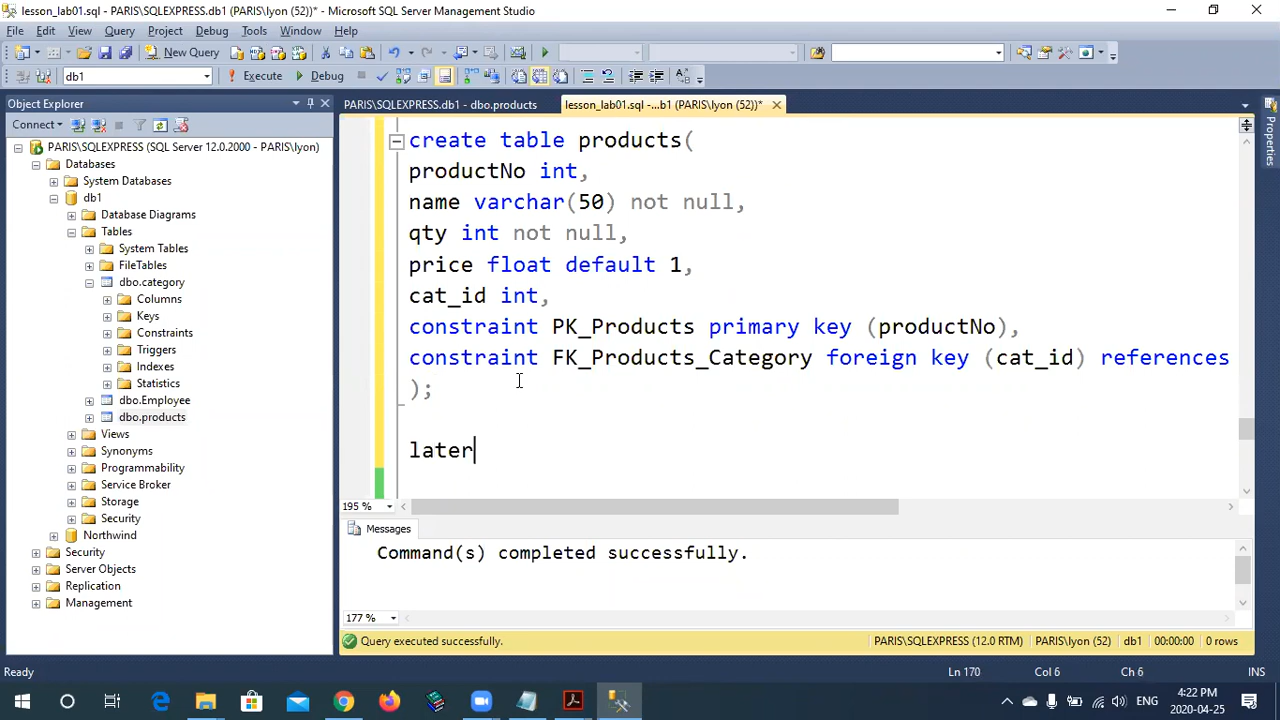 lesson_lab01.sql - PARIS\SQLEXPRESS.db1 (PARIS\lyon (52))* - Microsoft SQL Server Management Studio
File Edit View Query Project Debug Tools Window Help
New Query
db1 Execute Debug
Object Explorer
Connect
PARIS\SQLEXPRESS (SQL Server 12.0.2000 - PARIS\lyon)
Databases
System Databases
db1
Database Diagrams
Tables
System Tables
FileTables
dbo.category
Columns
Keys
Constraints
Triggers
Indexes
Statistics
dbo.Employee
dbo.products
Views
Synonyms
Programmability
Service Broker
Storage
Security
Northwind
Security
Server Objects
Replication
Management
PARIS\SQLEXPRESS.db1 - dbo.products
lesson_lab01.sql -...b1 (PARIS\lyon (52))*
create table products(
productNo int,
name varchar(50) not null,
qty int not null,
price float default 1,
cat_id int,
constraint PK_Products primary key (productNo),
constraint FK_Products_Category foreign key (cat_id) references
);
later
195 %
Messages
Command(s) completed successfully.
177 %
Query executed successfully. PARIS\SQLEXPRESS (12.0 RTM) PARIS\lyon (52) db1 00:00:00 0 rows
Properties
Ready Ln 170 Col 6 Ch 6 INS
ENG
4:22 PM
2020-04-25